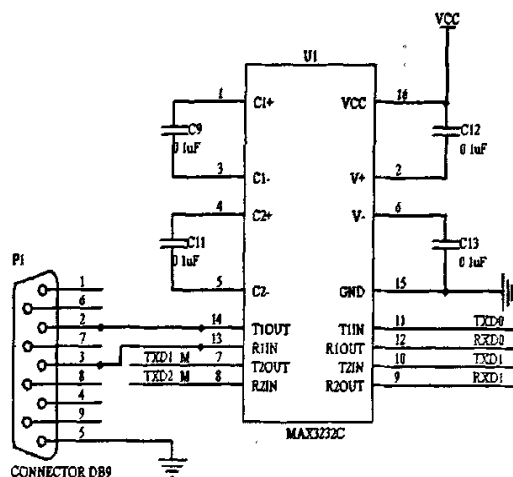 VCC
U1
1 C1+ VCC 16
C9
0 1uF
C12
0 1uF
3 C1- V+ 2
4 C2+ V- 6
C11
0 1uF
C13
0 1uF
5 C2- GND 15
P1
1
6
2
7
3
8
4
9
5
14 T1OUT T1IN 11 TXD0
13 R1IN R1OUT 12 RXD0
TXD1 M 7 T2OUT T2IN 10 TXD1
TXD2 M 8 R2IN R2OUT 9 RXD1
MAX3232C
CONNECTOR DB9